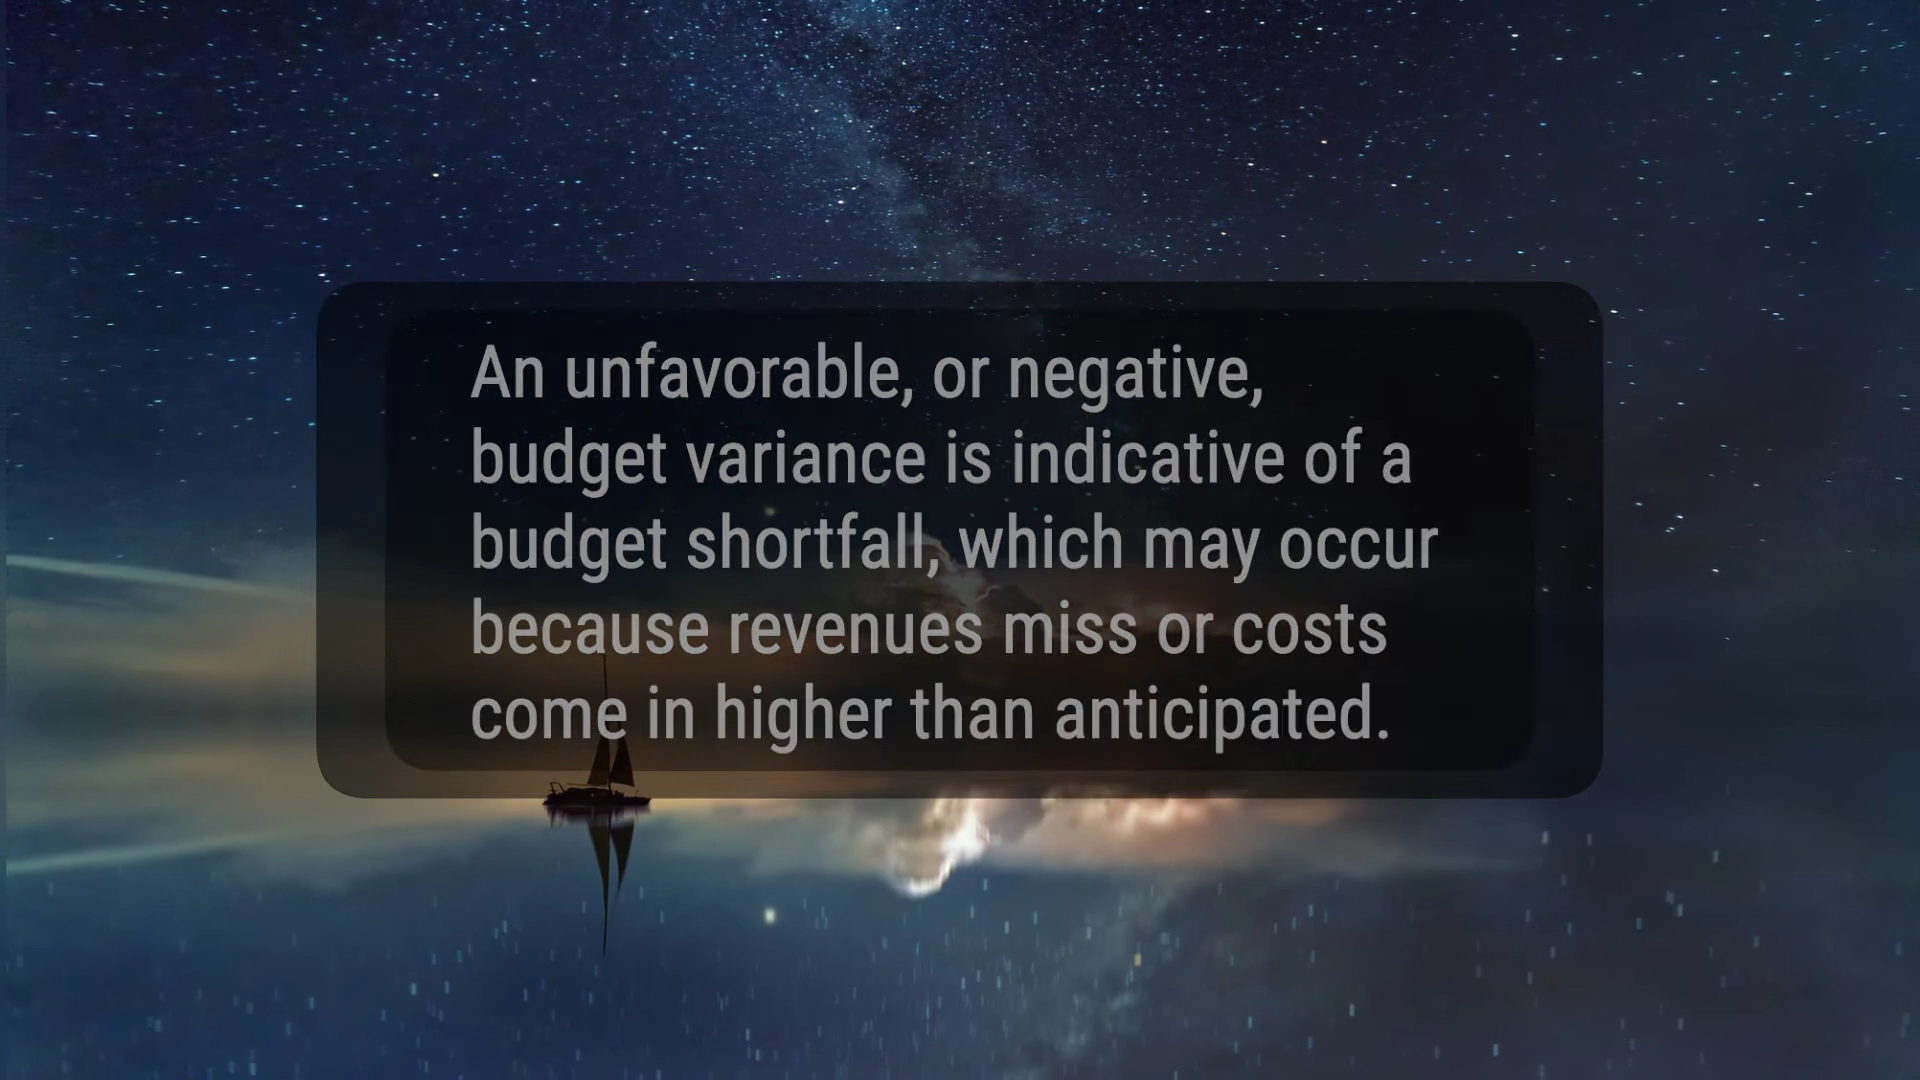 An unfavorable, or negative,
budget variance is indicative of a
budget shortfall, which may occur
because revenues miss or costs
come in higher than anticipated.